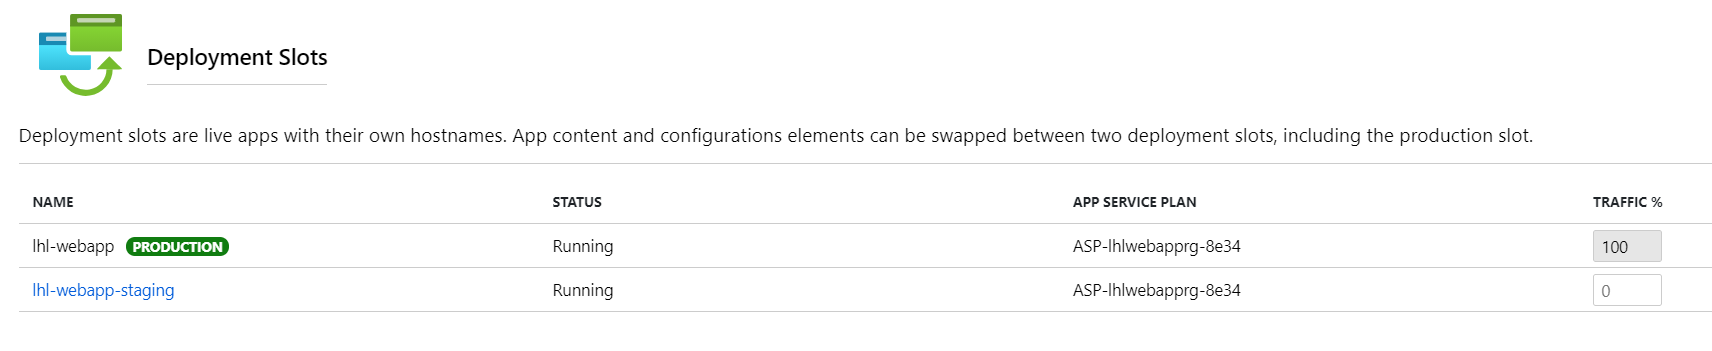 Deployment Slots
Deployment slots are live apps with their own hostnames. App content and configurations elements can be swapped between two deployment slots, including the production slot.
NAME STATUS APP SERVICE PLAN TRAFFIC %
lhl-webapp PRODUCTION Running ASP-lhlwebapprg-8e34 100
lhl-webapp-staging Running ASP-lhlwebapprg-8e34 0